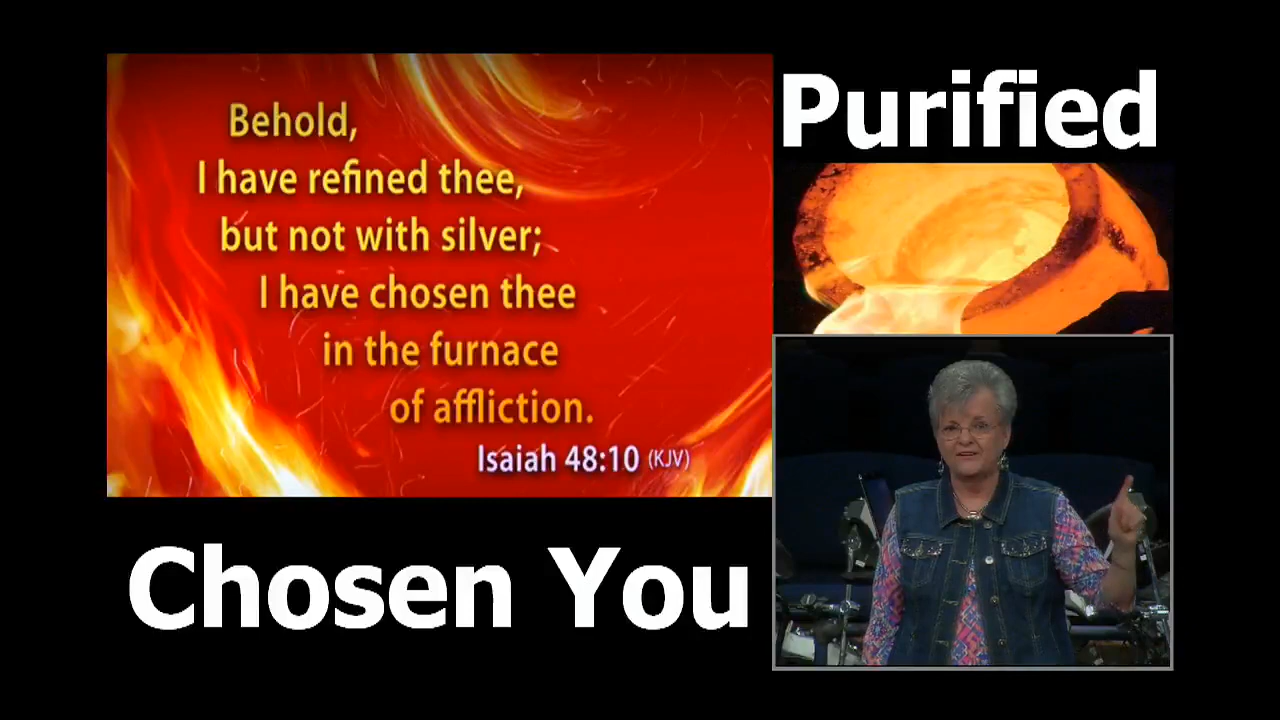 Behold,
I have refined thee,
but not with silver;
I have chosen thee
in the furnace
of affliction.
Isaiah 48:10 (KJV)
Purified
Chosen You